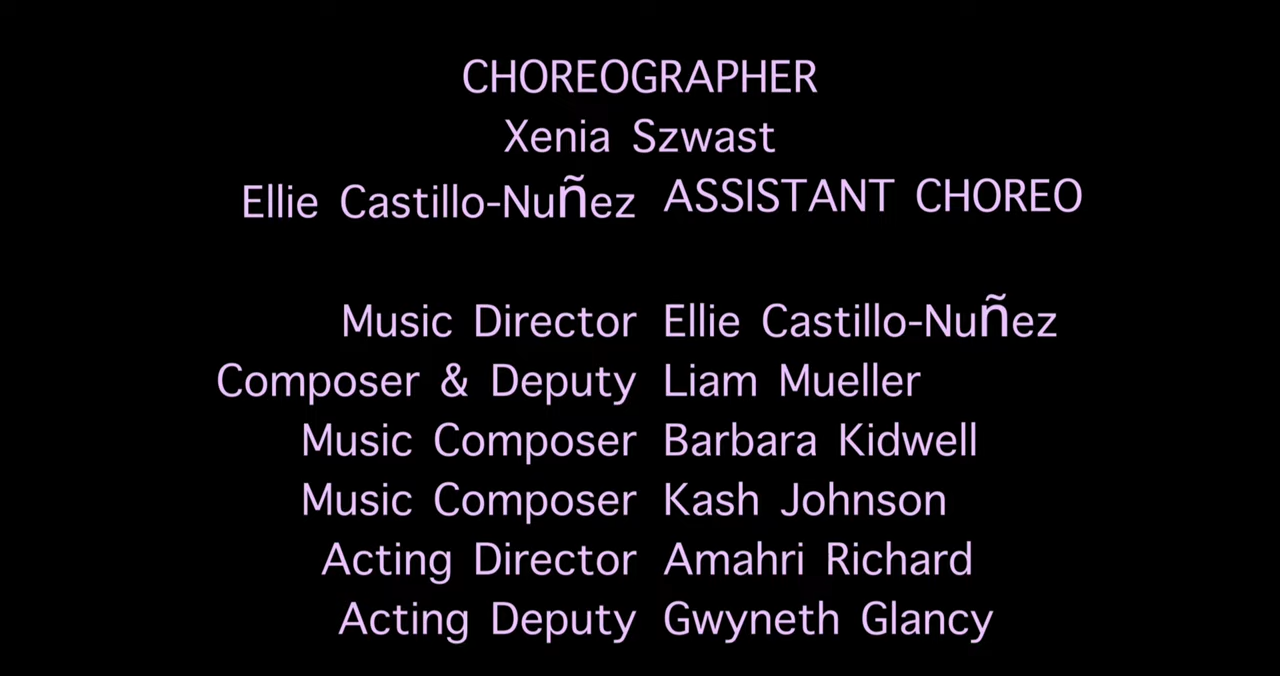 CHOREOGRAPHER
Xenia Szwast
Ellie Castillo-Nuñez ASSISTANT CHOREO
Music Director Ellie Castillo-Nuñez
Composer & Deputy Liam Mueller
Music Composer Barbara Kidwell
Music Composer Kash Johnson
Acting Director Amahri Richard
Acting Deputy Gwyneth Glancy